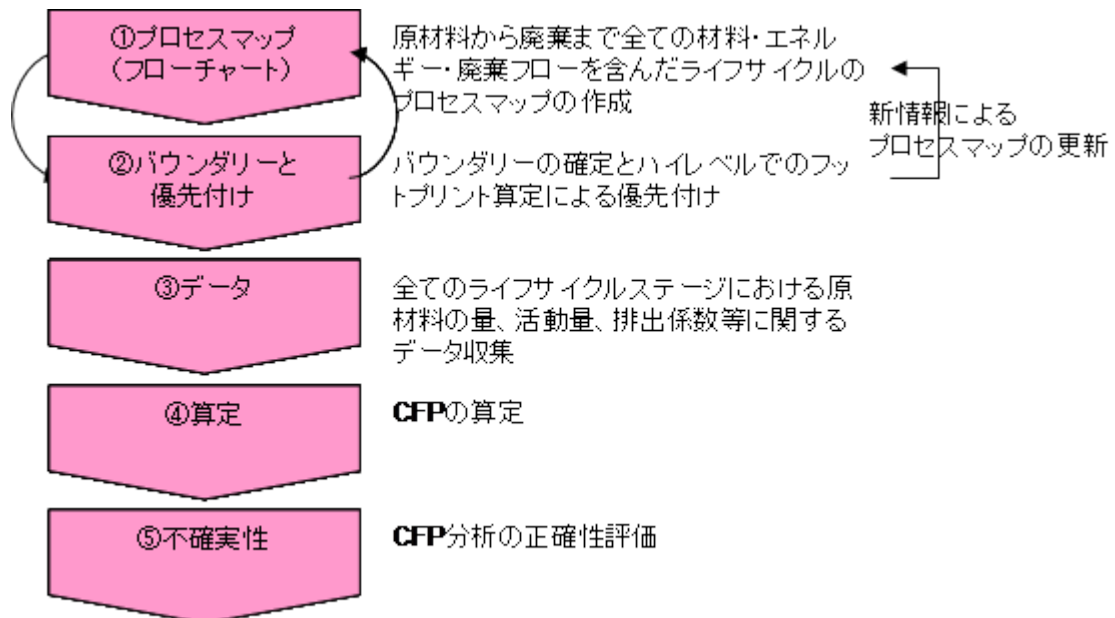 ①プロセスマップ
(フローチャート)
原材料から廃棄まで全ての材料・エネル
ギー・廃棄フローを含んだライフサイクルの
プロセスマップの作成
新情報による
プロセスマップの更新
②バウンダリーと
優先付け
バウンダリーの確定とハイレベルでのフッ
トプリント算定による優先付け
③データ
全てのライフサイクルステージにおける原
材料の量、活動量、排出係数等に関する
データ収集
④算定
CFPの算定
⑤不確実性
CFP分析の正確性評価